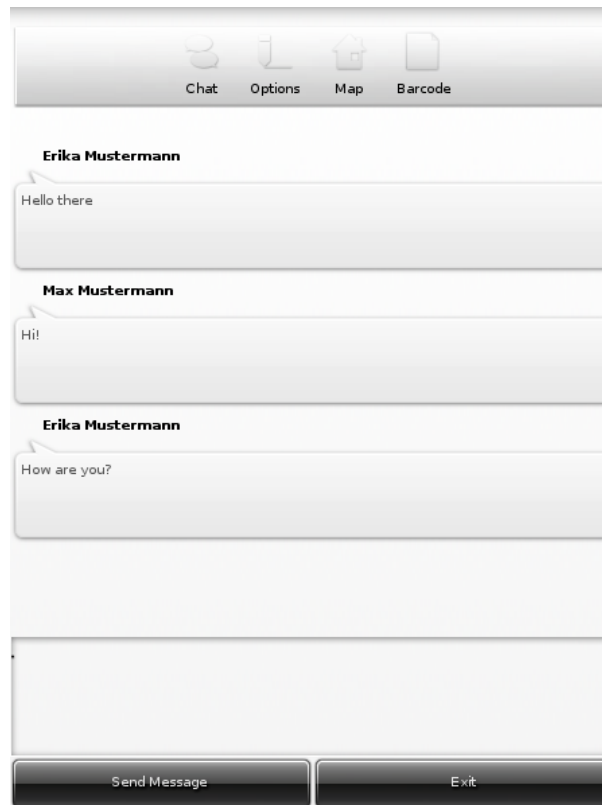 Chat Options Map Barcode
Erika Mustermann
Hello there
Max Mustermann
Hi!
Erika Mustermann
How are you?
Send Message Exit